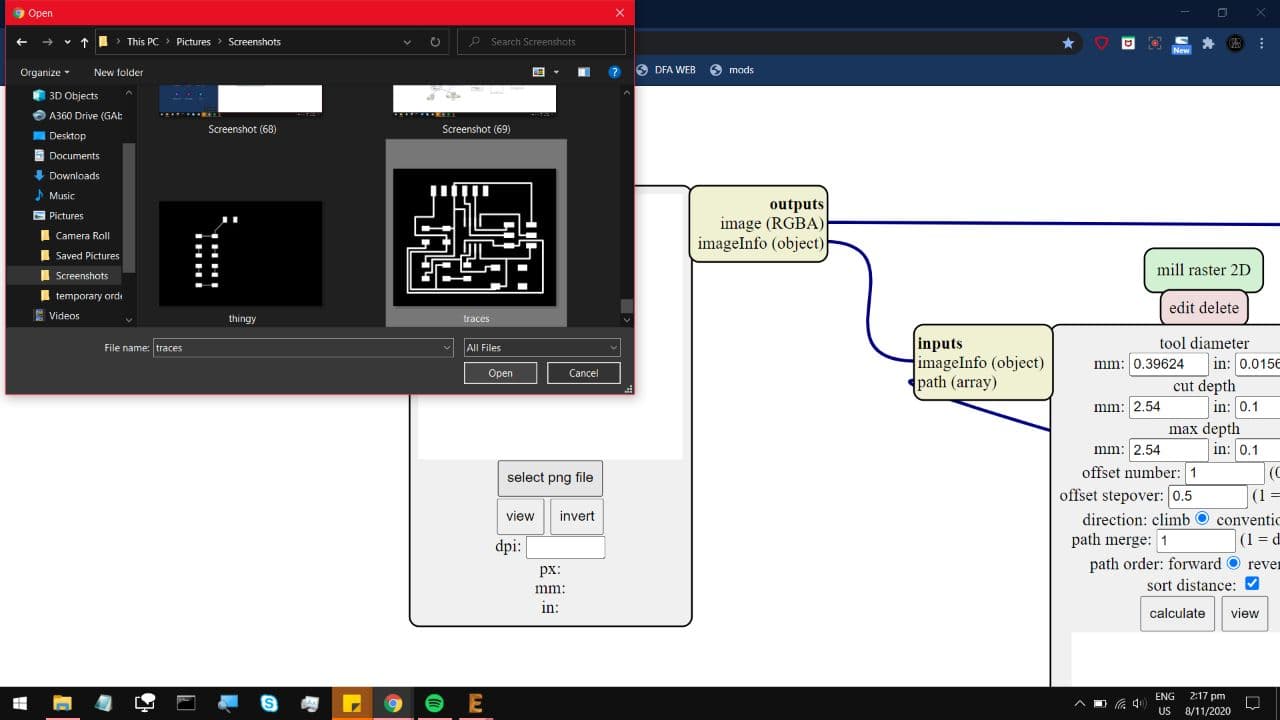 Open
This PC > Pictures > Screenshots
Search Screenshots
Organize
New folder
DFA WEB
mods
New
3D Objects
A360 Drive (GAb
Desktop
Documents
Downloads
Music
Pictures
Camera Roll
Saved Pictures
Screenshots
temporary orde
Videos
Screenshot (68)
Screenshot (69)
thingy
traces
File name: traces
All Files
Open
Cancel
outputs
image (RGBA)
imageInfo (object)
mill raster 2D
edit delete
inputs
imageInfo (object)
path (array)
tool diameter
mm: 0.39624 in: 0.0156
cut depth
mm: 2.54 in: 0.1
max depth
mm: 2.54 in: 0.1
offset number: 1 (0
offset stepover: 0.5 (1 =
direction: climb conventio
path merge: 1 (1 = d
path order: forward rever
sort distance:
calculate
view
select png file
view
invert
dpi:
px:
mm:
in:
ENG
US
2:17 pm
8/11/2020